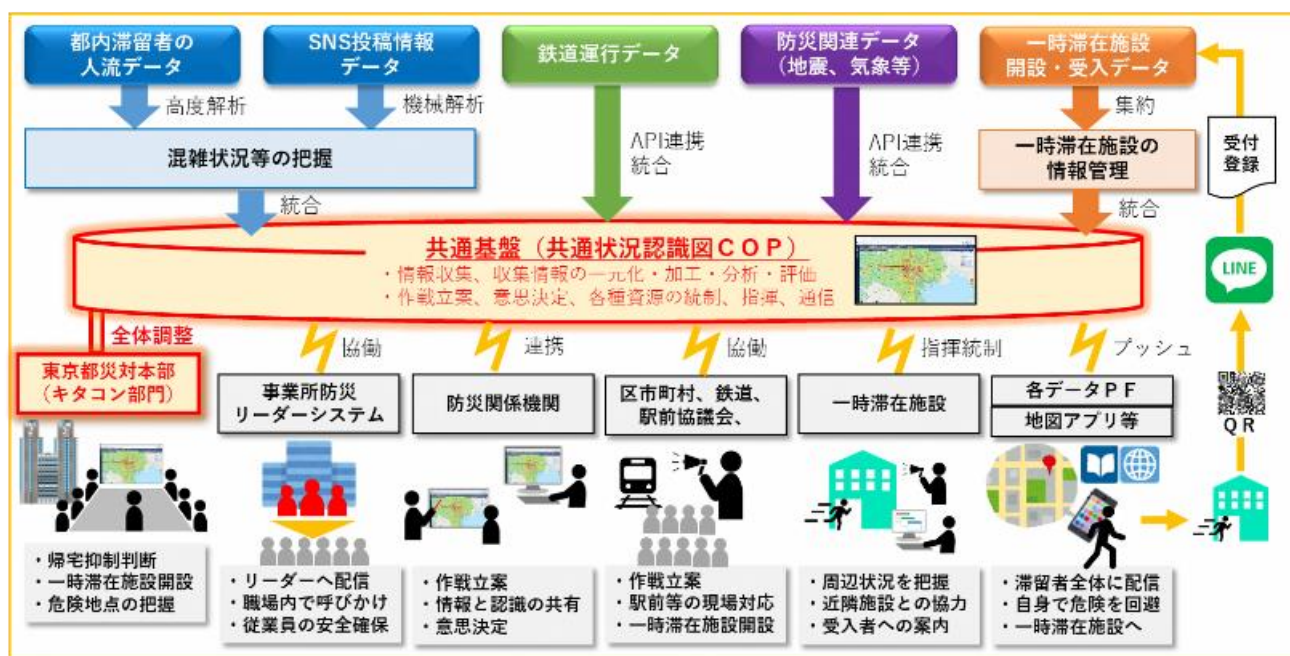 都内滞留者の
人流データ
SNS投稿情報
データ
鉄道運行データ
防災関連データ
(地震、気象等)
一時滞在施設
開設・受入データ
高度解析
機械解析
API連携
統合
API連携
統合
集約
混雑状況等の把握
一時滞在施設の
情報管理
受付
登録
統合
統合
共通基盤(共通状況認識図COP)
・情報収集、収集情報の一元化・加工・分析・評価
・作戦立案、意思決定、各種資源の統制、指揮、通信
LINE
全体調整
協働
連携
協働
指揮統制
プッシュ
東京都災対本部
(キタコン部門)
事業所防災
リーダーシステム
防災関係機関
区市町村、鉄道、
駅前協議会、
一時滞在施設
各データPF
地図アプリ等
QR
・帰宅抑制判断
・一時滞在施設開設
・危険地点の把握
・リーダーへ配信
・職場内で呼びかけ
・従業員の安全確保
・作戦立案
・情報と認識の共有
・意思決定
・作戦立案
・駅前等の現場対応
・一時滞在施設開設
・周辺状況を把握
・近隣施設との協力
・受入者への案内
・滞留者全体に配信
・自身で危険を回避
・一時滞在施設へ